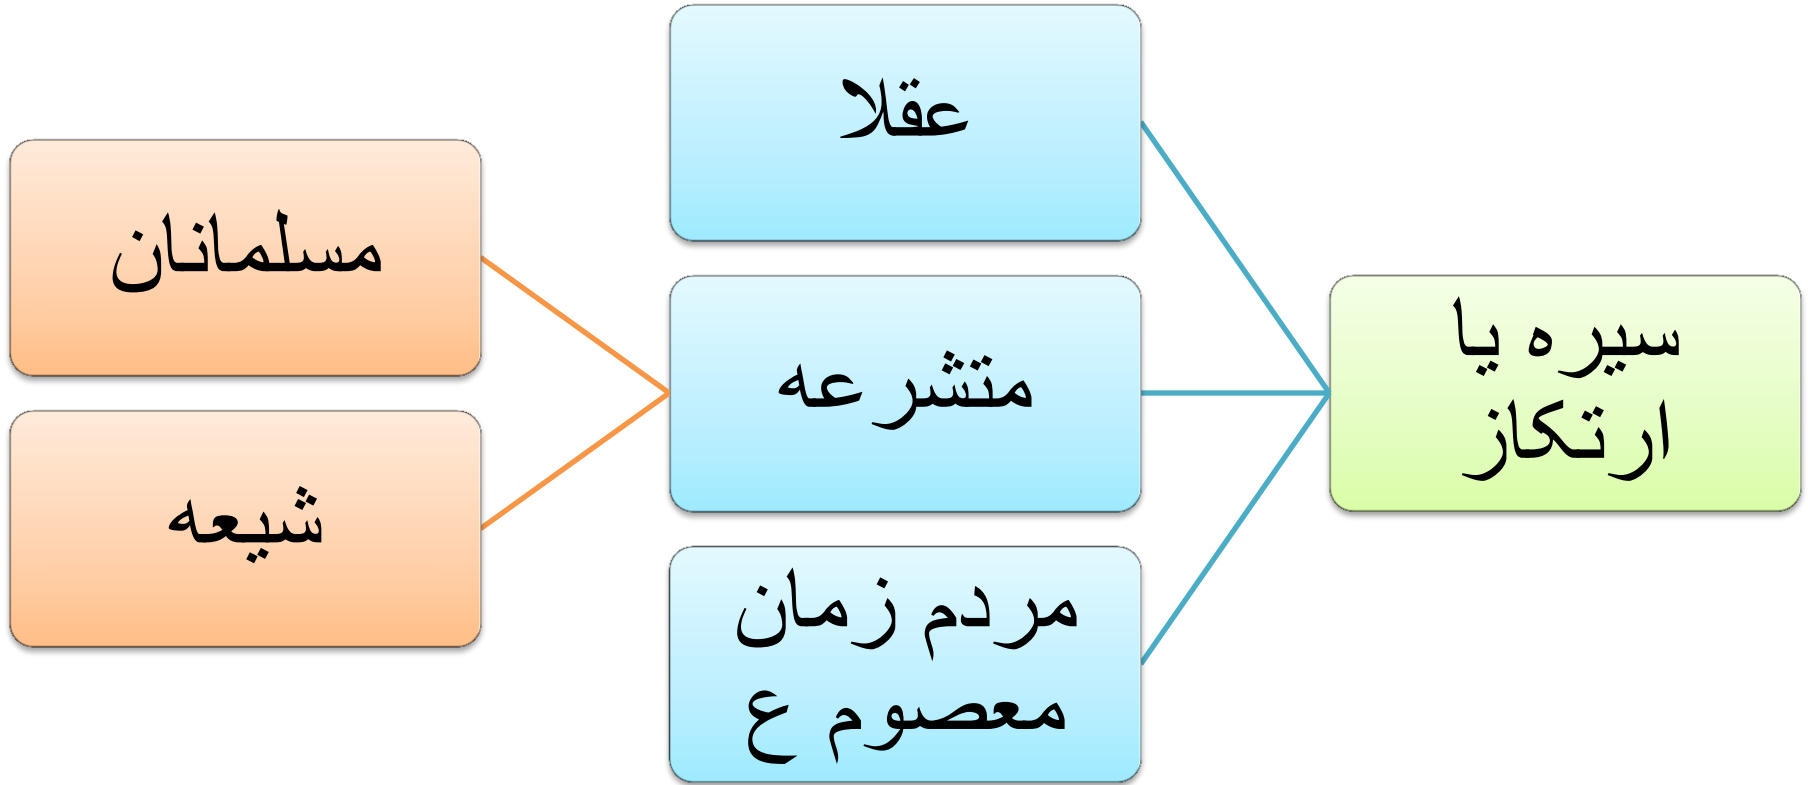 سیره یا
ارتکاز
عقلا
متشرعه
مردم زمان
معصوم ع
مسلمانان
شیعه